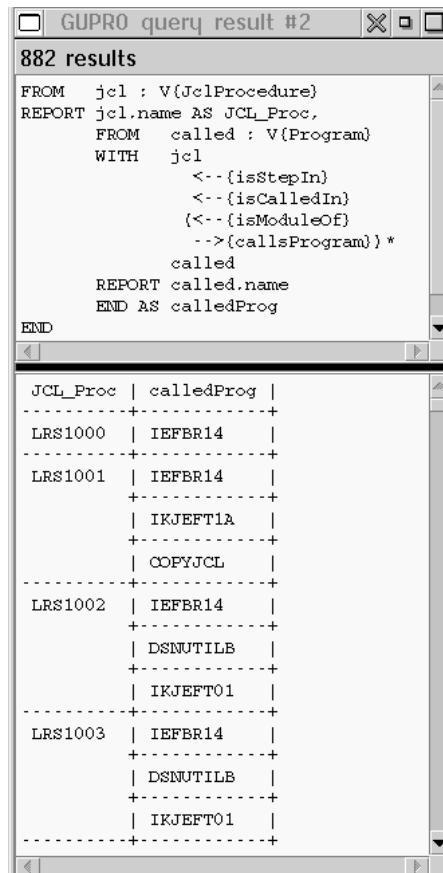 GUPRO query result #2
882 results
FROM jcl : V{JclProcedure}
REPORT jcl.name AS JCL_Proc,
FROM called : V{Program}
WITH jcl
<--{isStepIn}
<--{isCalledIn}
(<--{isModuleOf}
-->{callsProgram})*
called
REPORT called.name
END AS calledProg
END
JCL_Proc | calledProg |
LRS1000 | IEFBR14 |
LRS1001 | IEFBR14 |
| IKJEFT1A |
| COPYJCL |
LRS1002 | IEFBR14 |
| DSNUTILB |
| IKJEFT01 |
LRS1003 | IEFBR14 |
| DSNUTILB |
| IKJEFT01 |